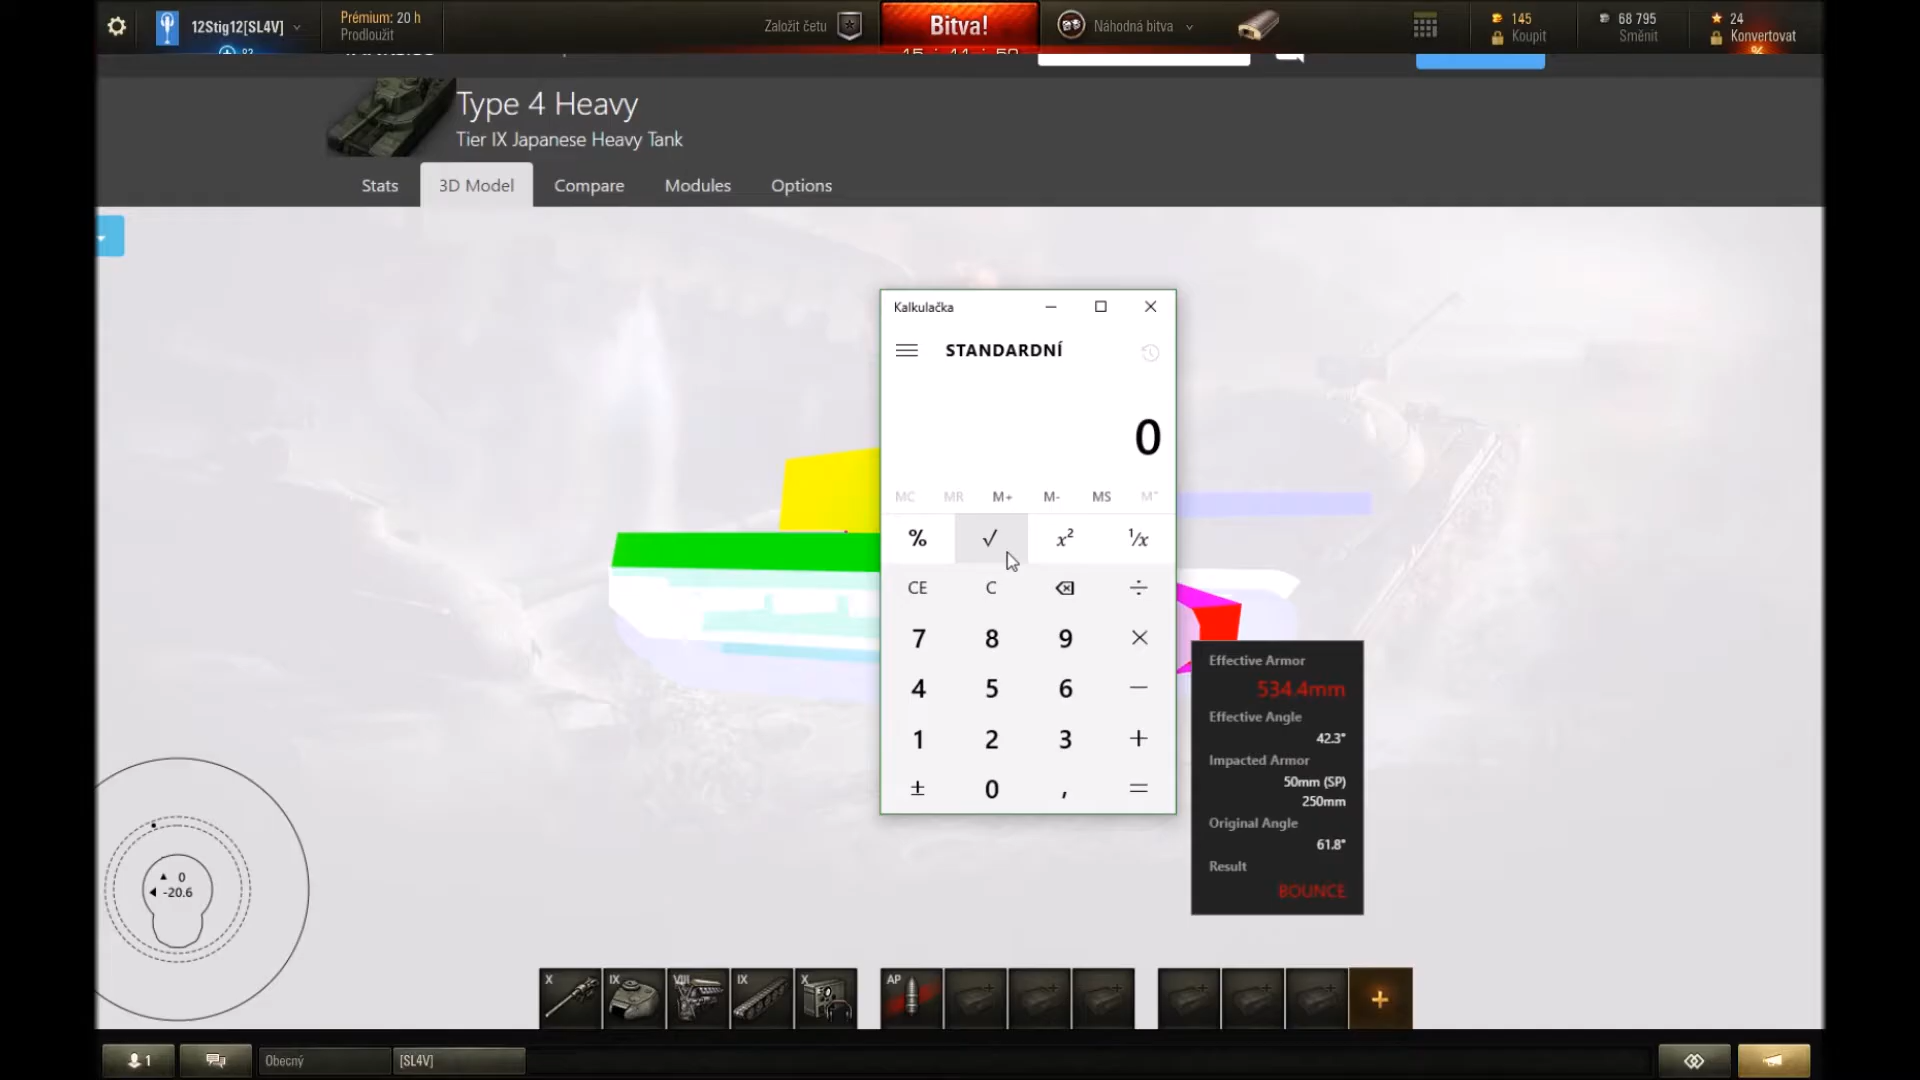 12Stig12[SL4V]
Prémium: 20 h
Prodloužit
Založit četu
Bitva!
Náhodná bitva
145
Koupit
68 795
Směnit
24
Konvertovat
%
Type 4 Heavy
Tier IX Japanese Heavy Tank
Stats
3D Model
Compare
Modules
Options
Kalkulačka
STANDARDNÍ
0
MC MR M+ M- MS M˅
% √ x² ¹/x
CE C ÷
7 8 9 ×
4 5 6 −
1 2 3 +
± 0 , =
Effective Armor
534.4mm
Effective Angle
42.3°
Impacted Armor
50mm (SP)
250mm
Original Angle
61.8°
Result
BOUNCE
0
-20.6
X IX VIII IX X AP
+
1
Obecný
[SL4V]